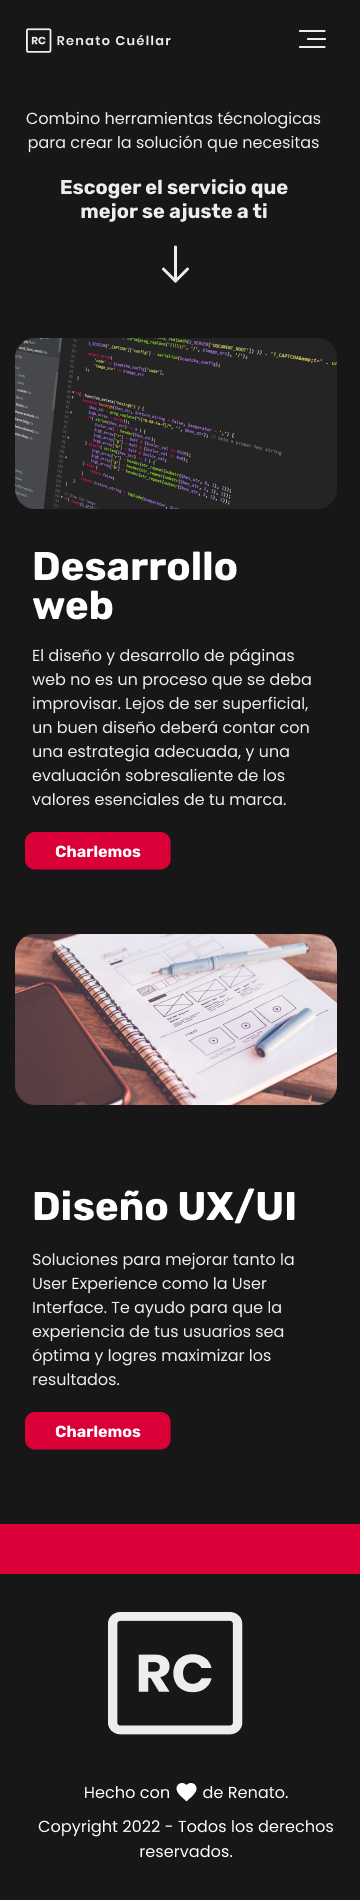 RC Renato Cuéllar
Combino herramientas técnologicas
para crear la solución que necesitas
Escoger el servicio que
mejor se ajuste a ti
Desarrollo
web
El diseño y desarrollo de páginas
web no es un proceso que se deba
improvisar. Lejos de ser superficial,
un buen diseño deberá contar con
una estrategia adecuada, y una
evaluación sobresaliente de los
valores esenciales de tu marca.
Charlemos
Diseño UX/UI
Soluciones para mejorar tanto la
User Experience como la User
Interface. Te ayudo para que la
experiencia de tus usuarios sea
óptima y logres maximizar los
resultados.
Charlemos
RC
Hecho con de Renato.
Copyright 2022 - Todos los derechos
reservados.